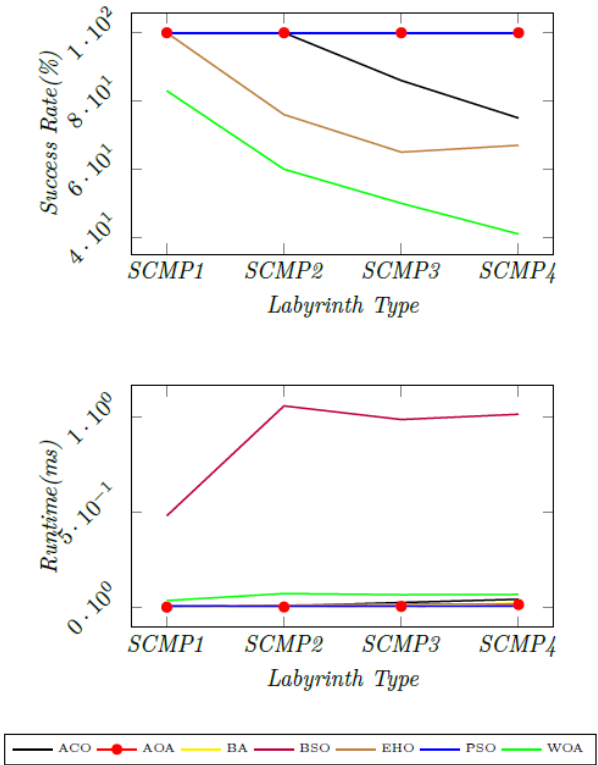 Success Rate(%)
1 · 10²
8 · 10¹
6 · 10¹
4 · 10¹
SCMP1 SCMP2 SCMP3 SCMP4
Labyrinth Type
Runtime(ms)
1 · 10⁰
5 · 10⁻¹
0 · 10⁰
SCMP1 SCMP2 SCMP3 SCMP4
Labyrinth Type
ACO AOA BA BSO EHO PSO WOA